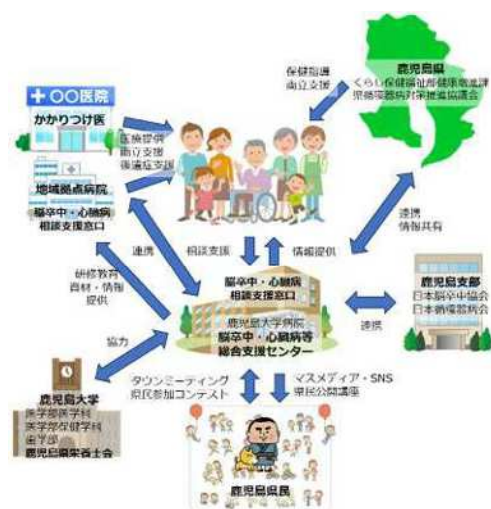 〇〇医院
かかりつけ医
地域拠点病院
脳卒中・心臓病
相談支援窓口
医療提供
両立支援
後遺症支援
保健指導
両立支援
鹿児島県
くらし保健福祉部健康増進課
県循環器病対策推進協議会
連携
相談支援
情報提供
連携
情報共有
研修教育
資材・情報
提供
脳卒中・心臓病
相談支援窓口
鹿児島大学病院
脳卒中・心臓病等
総合支援センター
鹿児島支部
日本脳卒中協会
日本循環器病会
連携
協力
鹿児島大学
医学部医学科
医学部保健学科
歯学部
鹿児島県栄養士会
タウンミーティング
県民参加コンテスト
マスメディア・SNS
県民公開講座
鹿児島県民